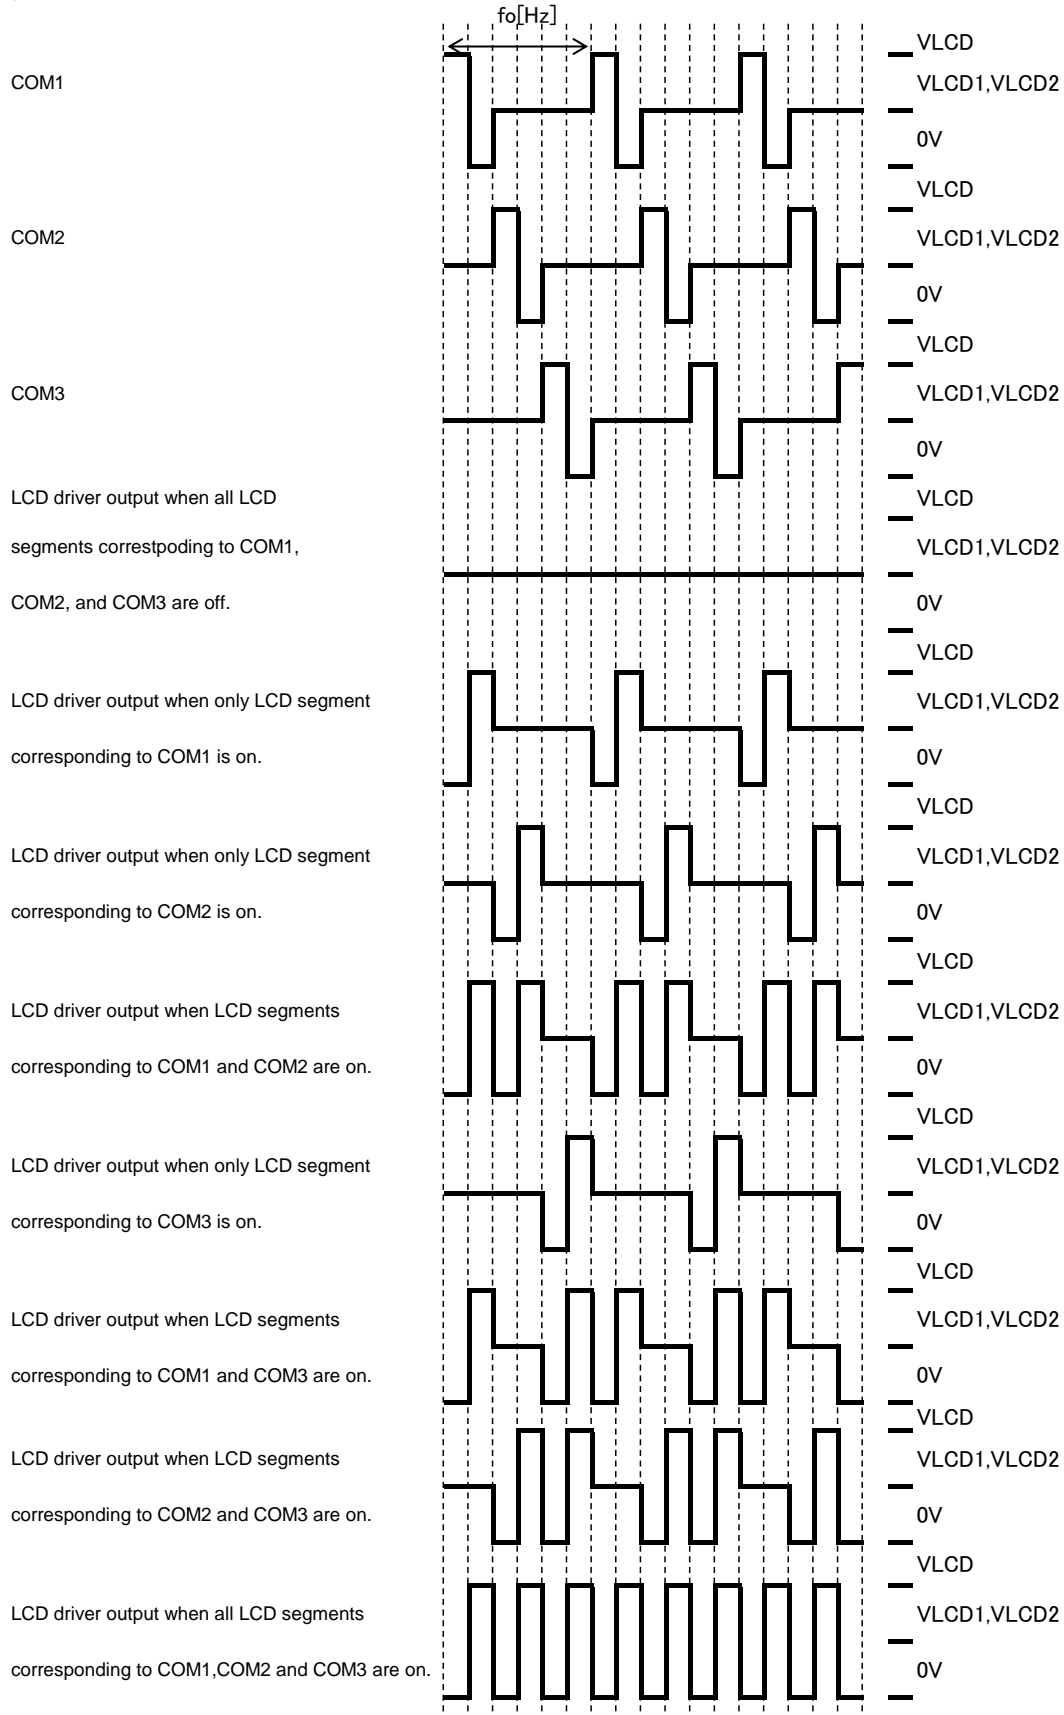 fo[Hz]
VLCD
COM1
VLCD1,VLCD2
0V
VLCD
COM2
VLCD1,VLCD2
0V
VLCD
COM3
VLCD1,VLCD2
0V
LCD driver output when all LCD
VLCD
segments correstpoding to COM1,
VLCD1,VLCD2
COM2, and COM3 are off.
0V
VLCD
LCD driver output when only LCD segment
VLCD1,VLCD2
corresponding to COM1 is on.
0V
VLCD
LCD driver output when only LCD segment
VLCD1,VLCD2
corresponding to COM2 is on.
0V
VLCD
LCD driver output when LCD segments
VLCD1,VLCD2
corresponding to COM1 and COM2 are on.
0V
VLCD
LCD driver output when only LCD segment
VLCD1,VLCD2
corresponding to COM3 is on.
0V
VLCD
LCD driver output when LCD segments
VLCD1,VLCD2
corresponding to COM1 and COM3 are on.
0V
VLCD
LCD driver output when LCD segments
VLCD1,VLCD2
corresponding to COM2 and COM3 are on.
0V
VLCD
LCD driver output when all LCD segments
VLCD1,VLCD2
corresponding to COM1,COM2 and COM3 are on.
0V